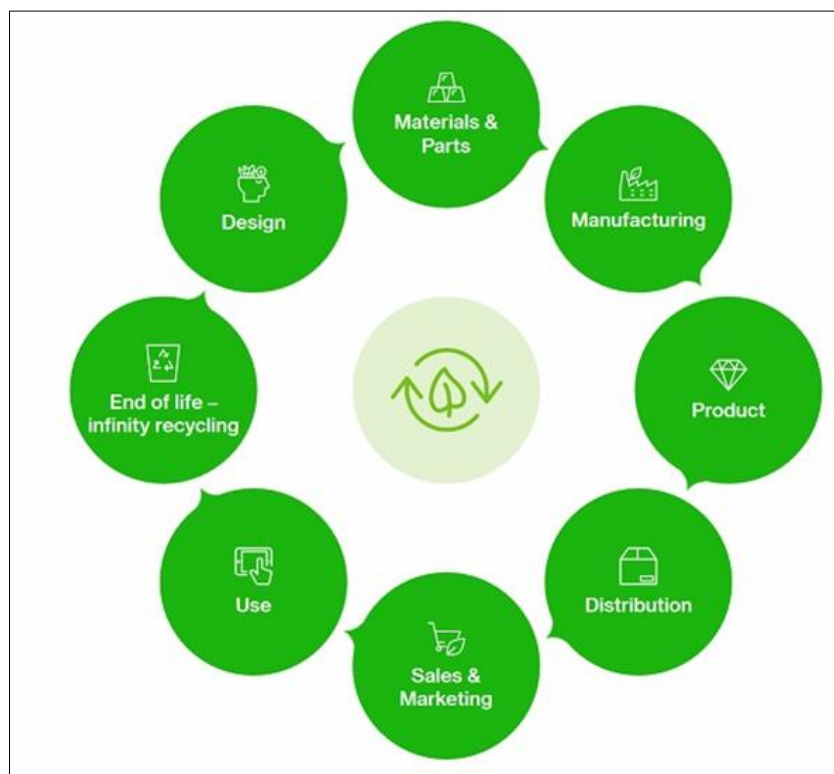 Materials &
Parts
Manufacturing
Product
Distribution
Sales &
Marketing
Use
End of life –
infinity recycling
Design